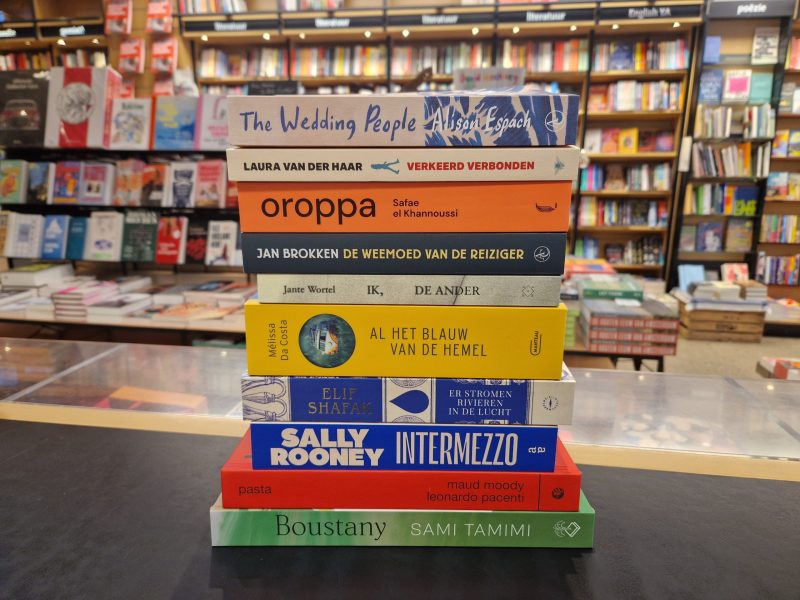 literatuur
literatuur
literatuur
English YA
poëzie
The Wedding People Alison Espach
LAURA VAN DER HAAR VERKEERD VERBONDEN
oroppa Safae
el Khannoussi
JAN BROKKEN DE WEEMOED VAN DE REIZIGER
Jante Wortel IK, DE ANDER
Mélissa
Da Costa
AL HET BLAUW
VAN DE HEMEL
ELIF
SHAFAK
ER STROMEN
RIVIEREN
IN DE LUCHT
SALLY
ROONEY
INTERMEZZO
pasta
maud moody
leonardo pacenti
Boustany SAMI TAMIMI